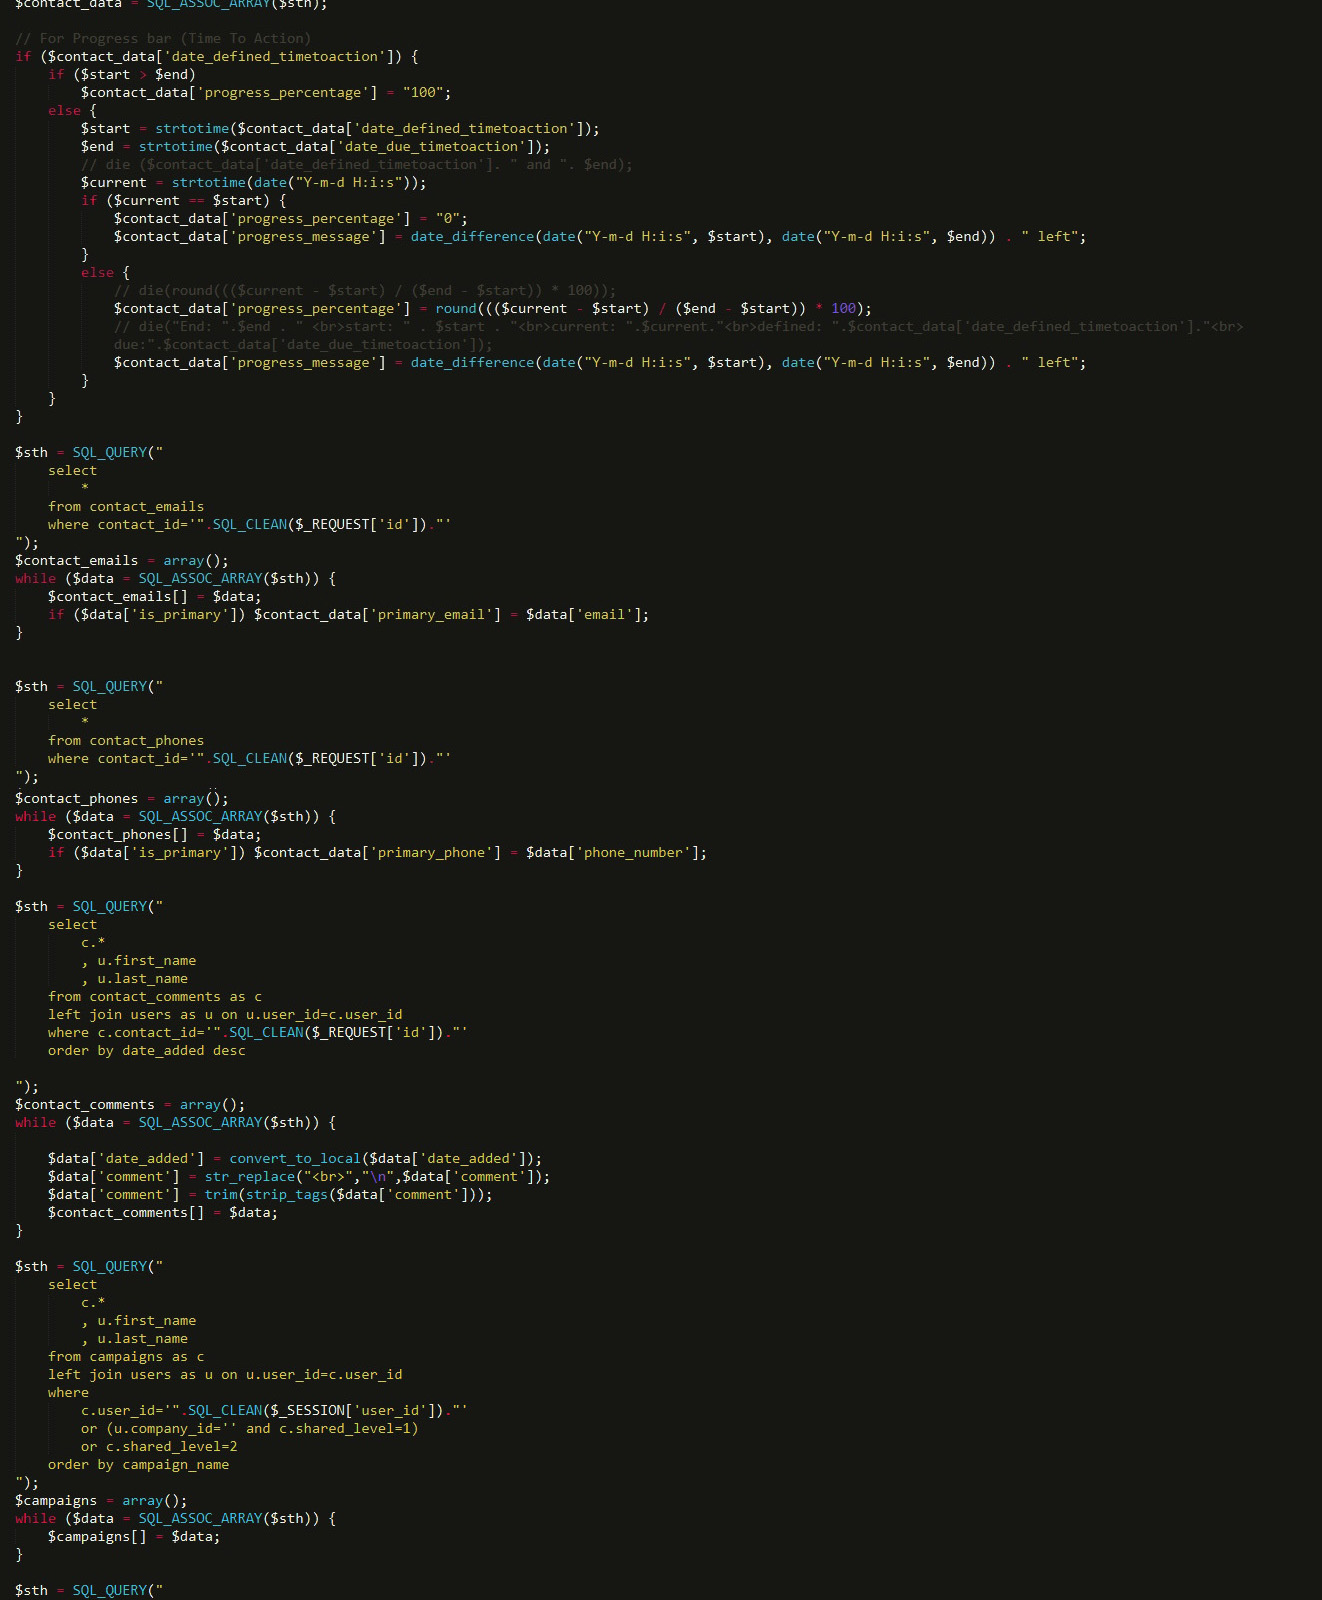 $contact_data = SQL_ASSOC_ARRAY($sth);

// For Progress bar (Time To Action)
if ($contact_data['date_defined_timetoaction']) {
    if ($start > $end)
        $contact_data['progress_percentage'] = "100";
    else {
        $start = strtotime($contact_data['date_defined_timetoaction']);
        $end = strtotime($contact_data['date_due_timetoaction']);
        // die ($contact_data['date_defined_timetoaction']. " and ". $end);
        $current = strtotime(date("Y-m-d H:i:s"));
        if ($current == $start) {
            $contact_data['progress_percentage'] = "0";
            $contact_data['progress_message'] = date_difference(date("Y-m-d H:i:s", $start), date("Y-m-d H:i:s", $end)) . " left";
        }
        else {
            // die(round((($current - $start) / ($end - $start)) * 100));
            $contact_data['progress_percentage'] = round((($current - $start) / ($end - $start)) * 100);
            // die("End: ".$end . " <br>start: " . $start . "<br>current: ".$current."<br>defined: ".$contact_data['date_defined_timetoaction']."<br>
            due:".$contact_data['date_due_timetoaction']);
            $contact_data['progress_message'] = date_difference(date("Y-m-d H:i:s", $start), date("Y-m-d H:i:s", $end)) . " left";
        }
    }
}

$sth = SQL_QUERY("
    select
        *
    from contact_emails
    where contact_id='".SQL_CLEAN($_REQUEST['id'])."'
");
$contact_emails = array();
while ($data = SQL_ASSOC_ARRAY($sth)) {
    $contact_emails[] = $data;
    if ($data['is_primary']) $contact_data['primary_email'] = $data['email'];
}

$sth = SQL_QUERY("
    select
        *
    from contact_phones
    where contact_id='".SQL_CLEAN($_REQUEST['id'])."'
");
$contact_phones = array();
while ($data = SQL_ASSOC_ARRAY($sth)) {
    $contact_phones[] = $data;
    if ($data['is_primary']) $contact_data['primary_phone'] = $data['phone_number'];
}

$sth = SQL_QUERY("
    select
        c.*
        , u.first_name
        , u.last_name
    from contact_comments as c
    left join users as u on u.user_id=c.user_id
    where c.contact_id='".SQL_CLEAN($_REQUEST['id'])."'
    order by date_added desc

");
$contact_comments = array();
while ($data = SQL_ASSOC_ARRAY($sth)) {

    $data['date_added'] = convert_to_local($data['date_added']);
    $data['comment'] = str_replace("<br>","\n",$data['comment']);
    $data['comment'] = trim(strip_tags($data['comment']));
    $contact_comments[] = $data;
}

$sth = SQL_QUERY("
    select
        c.*
        , u.first_name
        , u.last_name
    from campaigns as c
    left join users as u on u.user_id=c.user_id
    where
        c.user_id='".SQL_CLEAN($_SESSION['user_id'])."'
        or (u.company_id='' and c.shared_level=1)
        or c.shared_level=2
    order by campaign_name
");
$campaigns = array();
while ($data = SQL_ASSOC_ARRAY($sth)) {
    $campaigns[] = $data;
}

$sth = SQL_QUERY("